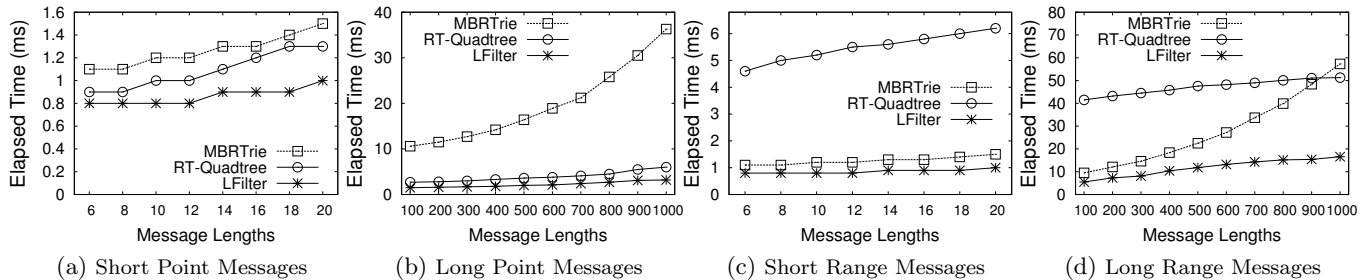 Elapsed Time (ms)
1.6
1.4
1.2
1
0.8
0.6
0.4
0.2
0
MBRTrie
RT-Quadtree
LFilter
6 8 10 12 14 16 18 20
Message Lengths
(a) Short Point Messages
Elapsed Time (ms)
40
30
20
10
0
MBRTrie
RT-Quadtree
LFilter
100 200 300 400 500 600 700 800 900 1000
Message Lengths
(b) Long Point Messages
Elapsed Time (ms)
6
5
4
3
2
1
0
MBRTrie
RT-Quadtree
LFilter
6 8 10 12 14 16 18 20
Message Lengths
(c) Short Range Messages
Elapsed Time (ms)
80
70
60
50
40
30
20
10
0
MBRTrie
RT-Quadtree
LFilter
100 200 300 400 500 600 700 800 900 1000
Message Lengths
(d) Long Range Messages